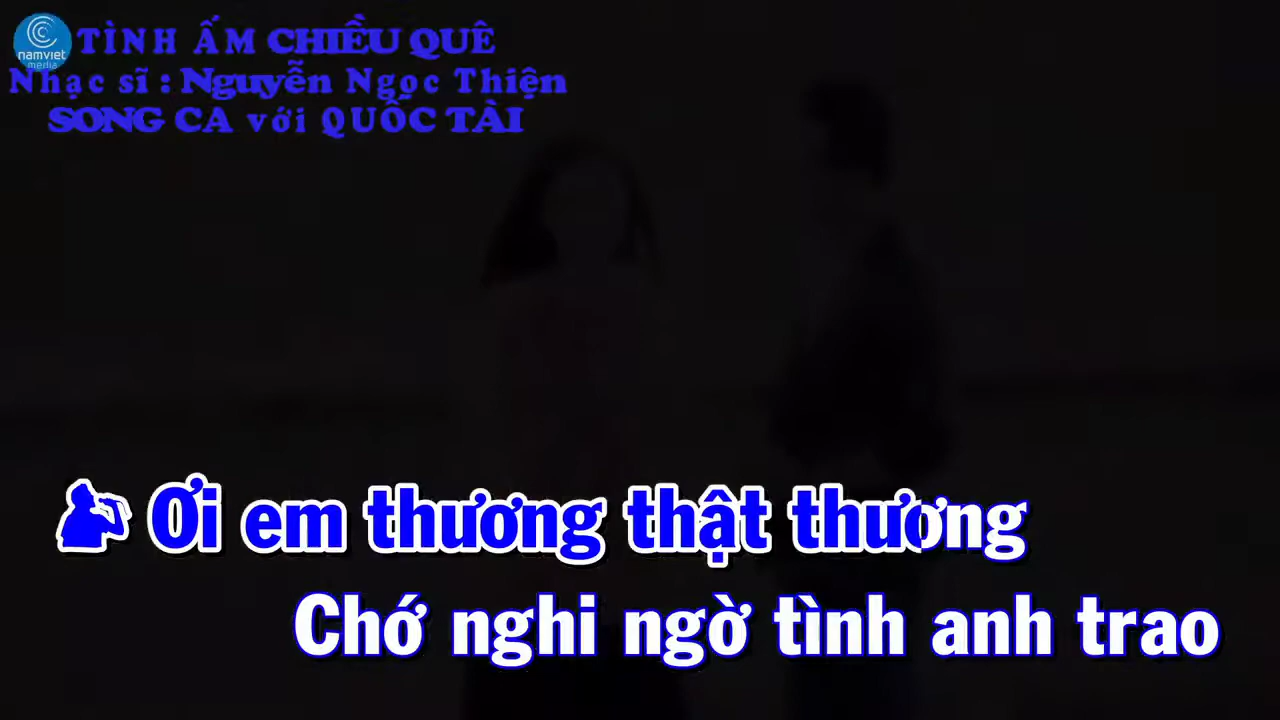 namviet
media
TÌNH ẤM CHIỀU QUÊ
Nhạc sĩ : Nguyễn Ngọc Thiện
SONG CA với QUỐC TÀI
Ơi em thương thật thương
Chớ nghi ngờ tình anh trao